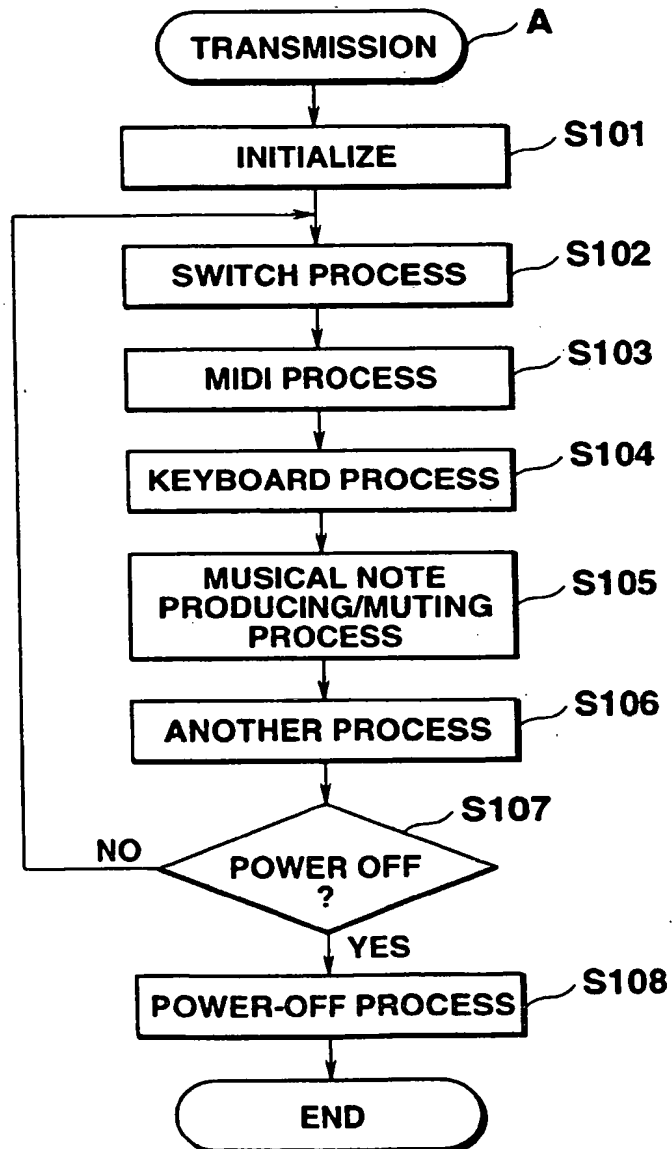 TRANSMISSION
A
INITIALIZE
S101
SWITCH PROCESS
S102
MIDI PROCESS
S103
KEYBOARD PROCESS
S104
MUSICAL NOTE
PRODUCING/MUTING
PROCESS
S105
ANOTHER PROCESS
S106
POWER OFF
?
S107
NO
YES
POWER-OFF PROCESS
S108
END